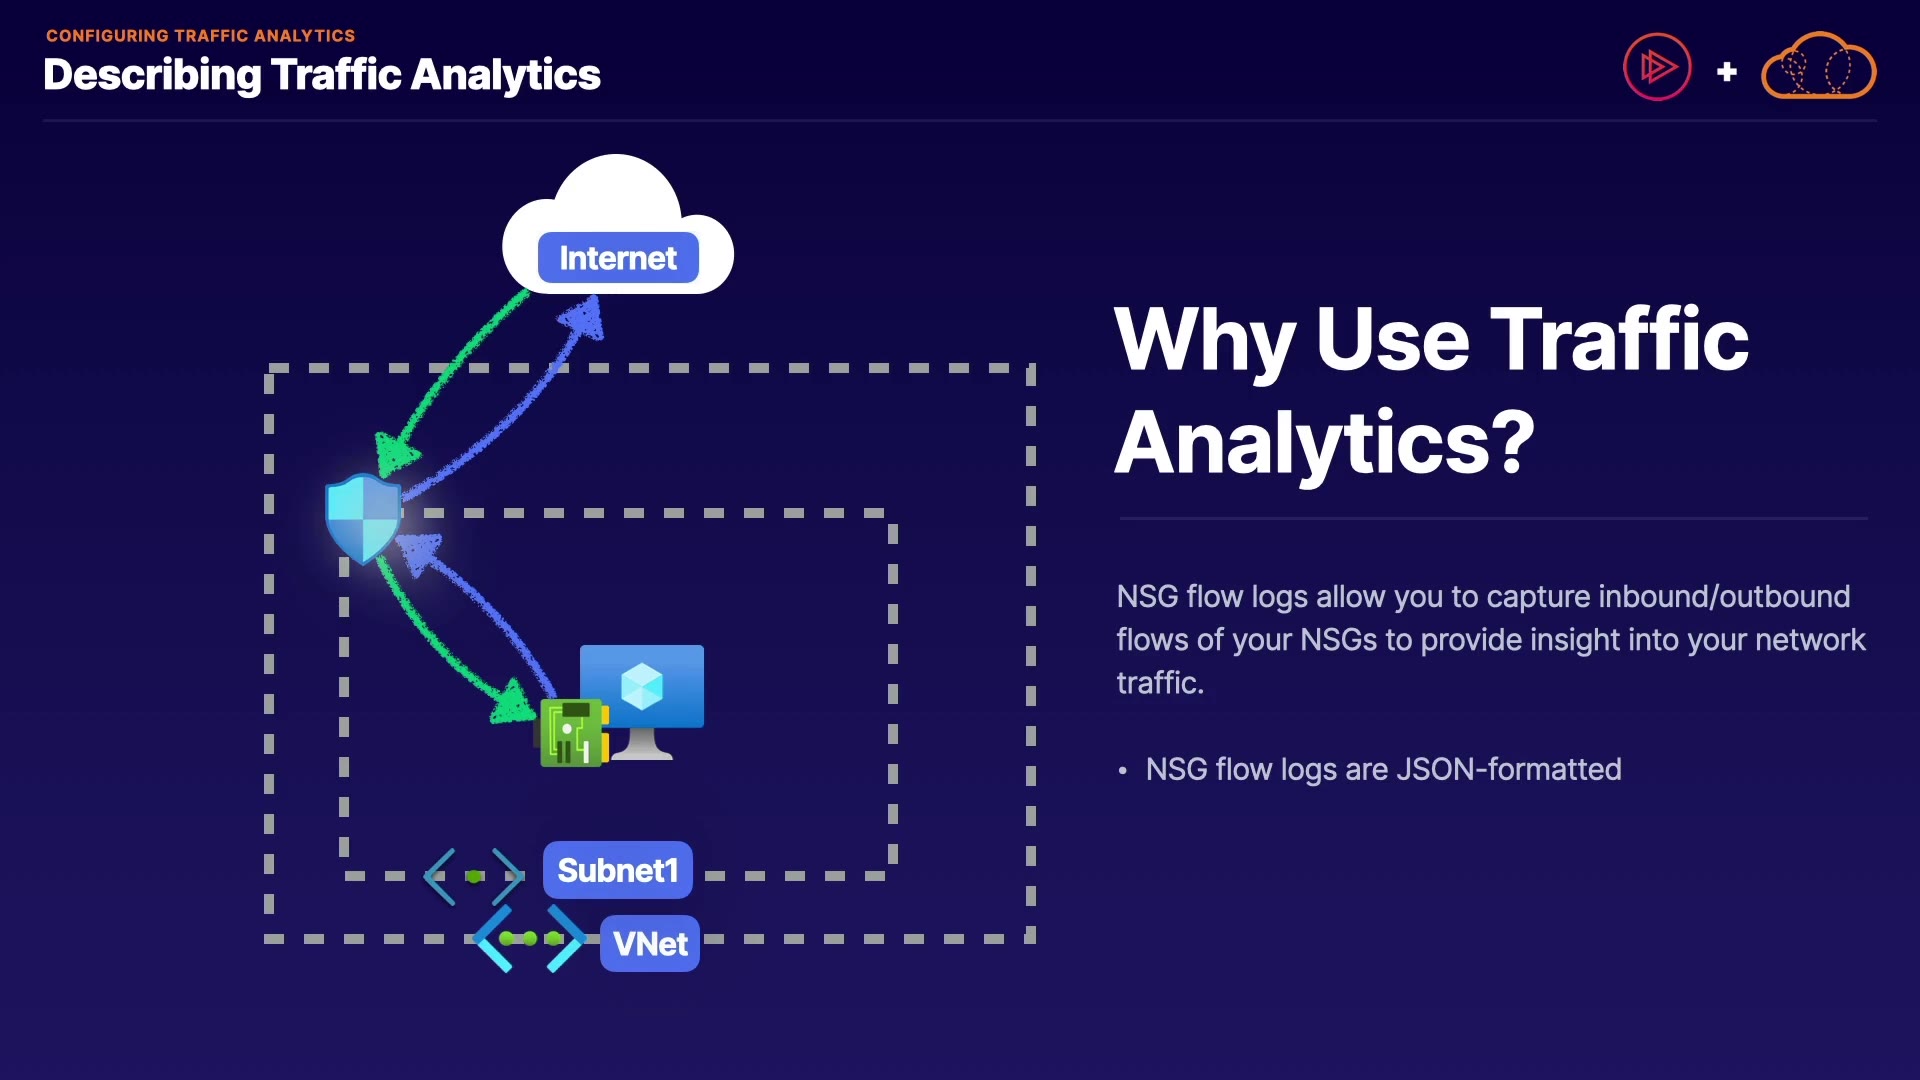 CONFIGURING TRAFFIC ANALYTICS
Describing Traffic Analytics
Internet
Why Use Traffic
Analytics?
NSG flow logs allow you to capture inbound/outbound
flows of your NSGs to provide insight into your network
traffic.
• NSG flow logs are JSON-formatted
Subnet1
VNet